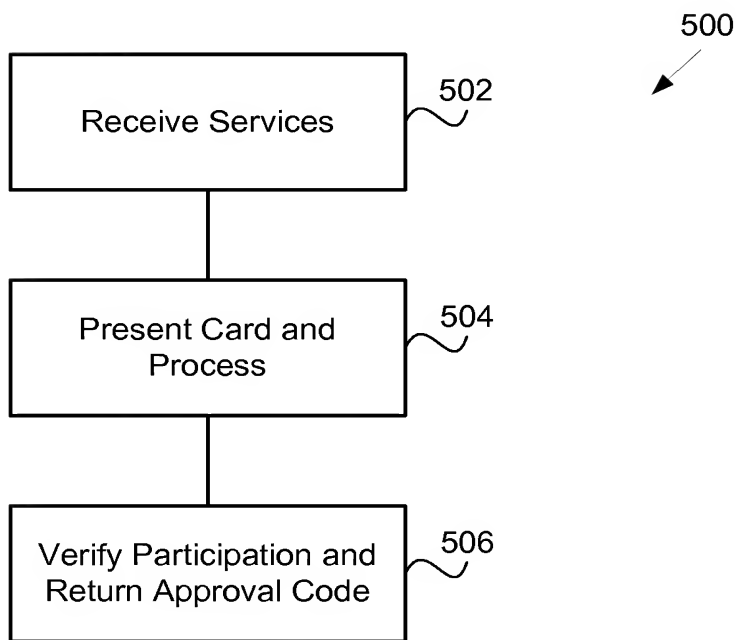 500
502
Receive Services
504
Present Card and
Process
506
Verify Participation and
Return Approval Code